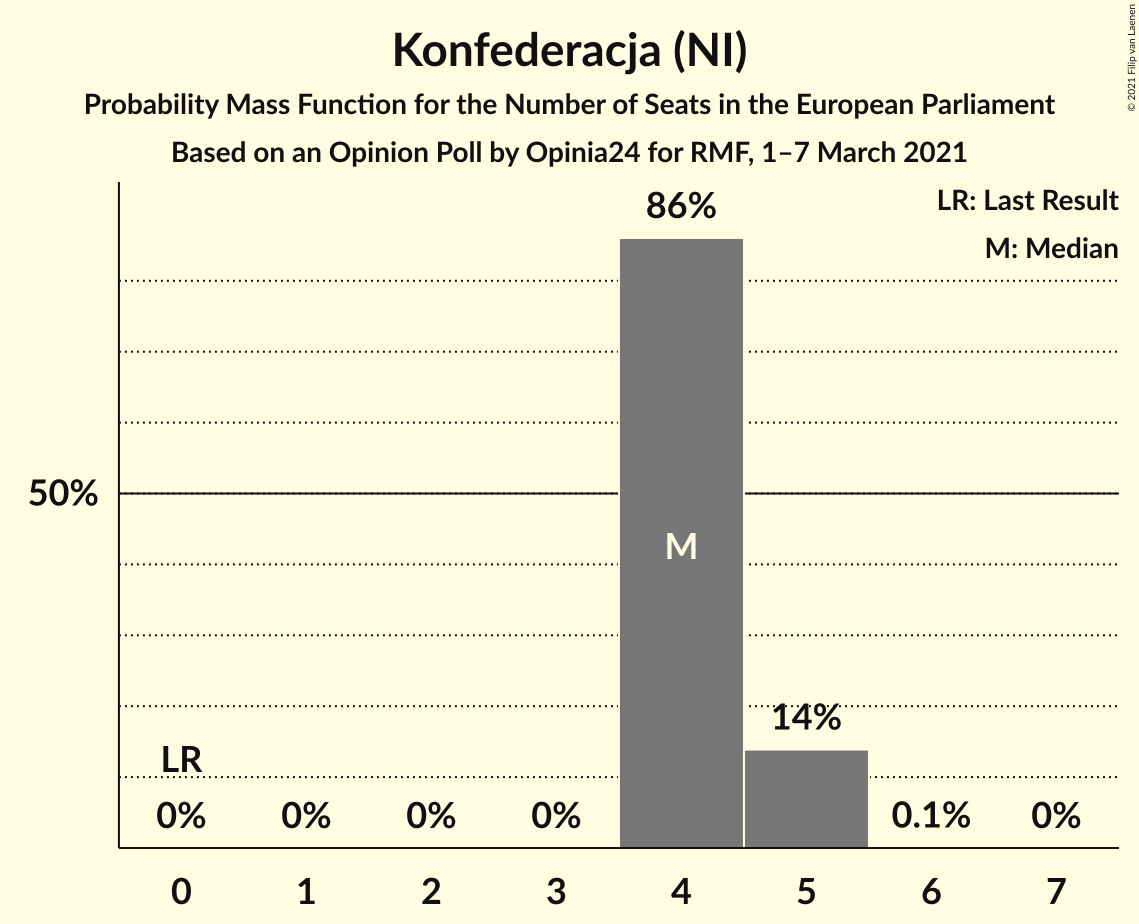 Konfederacja (NI)
Probability Mass Function for the Number of Seats in the European Parliament
Based on an Opinion Poll by Opinia24 for RMF, 1–7 March 2021
© 2021 Filip van Laenen
LR: Last Result
M: Median
86%
50%
M
14%
LR
0% 0% 0% 0% 0.1% 0%
0 1 2 3 4 5 6 7